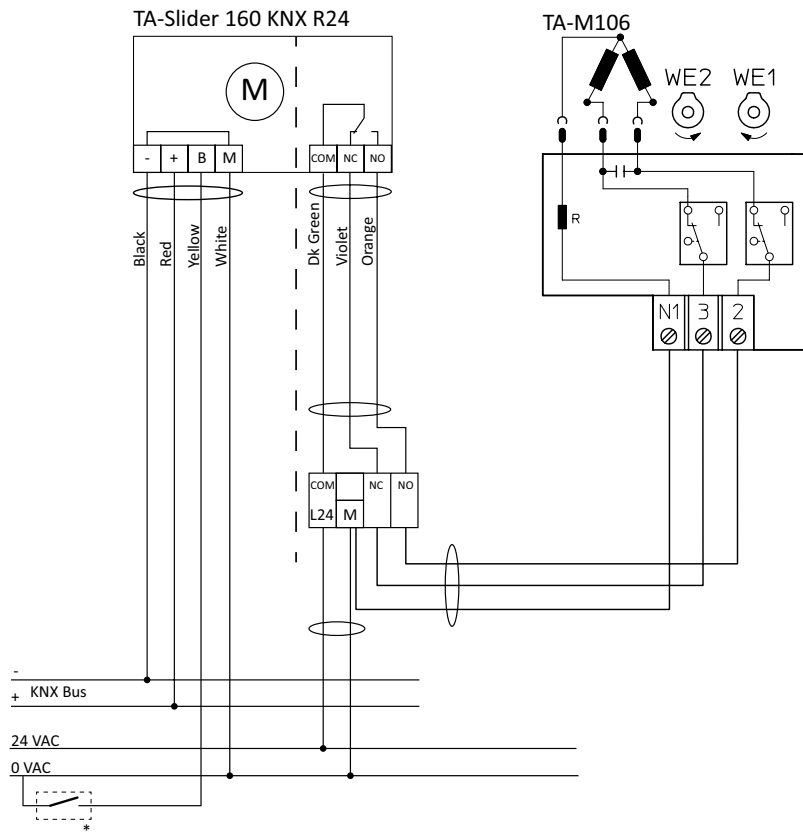 TA-Slider 160 KNX R24
TA-M106
M
WE2 WE1
- + B M
COM NC NO
R
Black
Red
Yellow
White
Dk Green
Violet
Orange
N1 3 2
COM NC NO
L24 M
-
+ KNX Bus
24 VAC
0 VAC
*